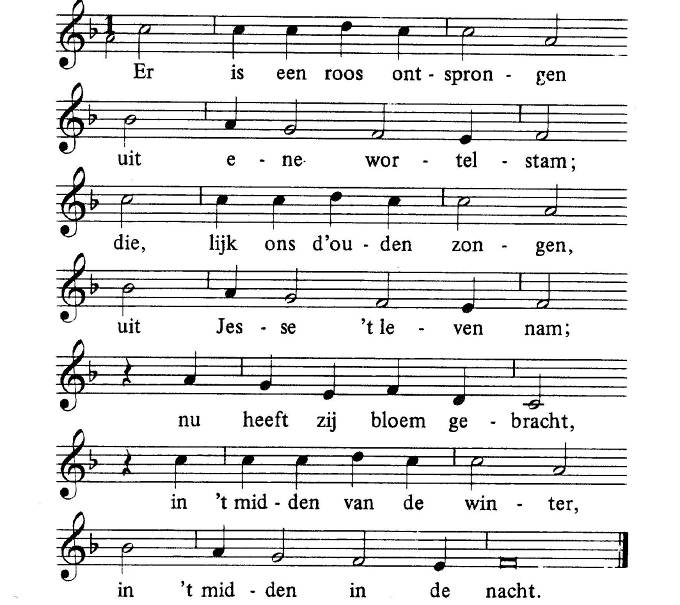 1
Er is een roos ont - spron - gen
uit e - ne wor - tel - stam;
die, lijk ons d'ou - den zon - gen,
uit Jes - se 't le - ven nam;
nu heeft zij bloem ge - bracht,
in 't mid - den van de win - ter,
in 't mid - den in de nacht.